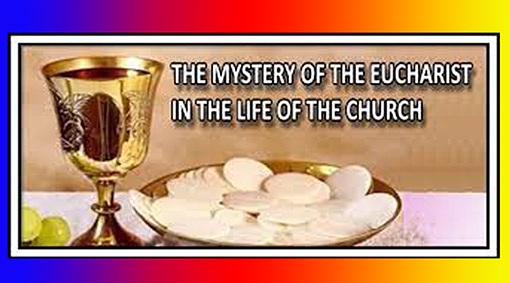 THE MYSTERY OF THE EUCHARIST
IN THE LIFE OF THE CHURCH